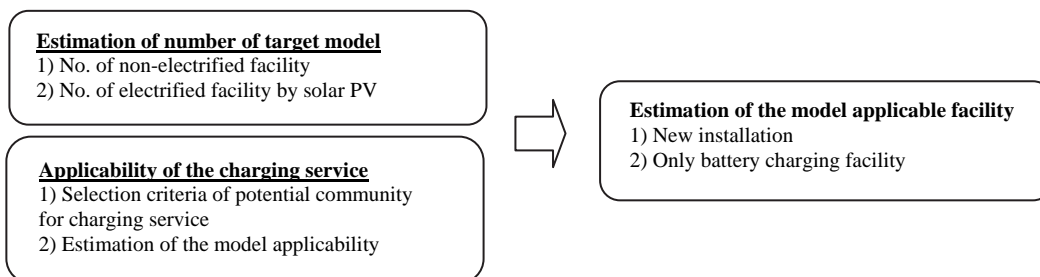 Estimation of number of target model
1) No. of non-electrified facility
2) No. of electrified facility by solar PV
Applicability of the charging service
1) Selection criteria of potential community
for charging service
2) Estimation of the model applicability
Estimation of the model applicable facility
1) New installation
2) Only battery charging facility